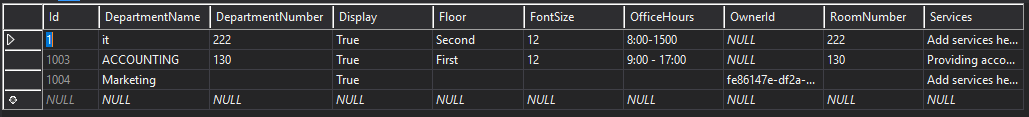 Id DepartmentName DepartmentNumber Display Floor FontSize OfficeHours OwnerId RoomNumber Services
1 it 222 True Second 12 8:00-1500 NULL 222 Add services he...
1003 ACCOUNTING 130 True First 12 9:00 - 17:00 NULL 130 Providing acco...
1004 Marketing True fe86147e-df2a-... Add services he...
NULL NULL NULL NULL NULL NULL NULL NULL NULL NULL